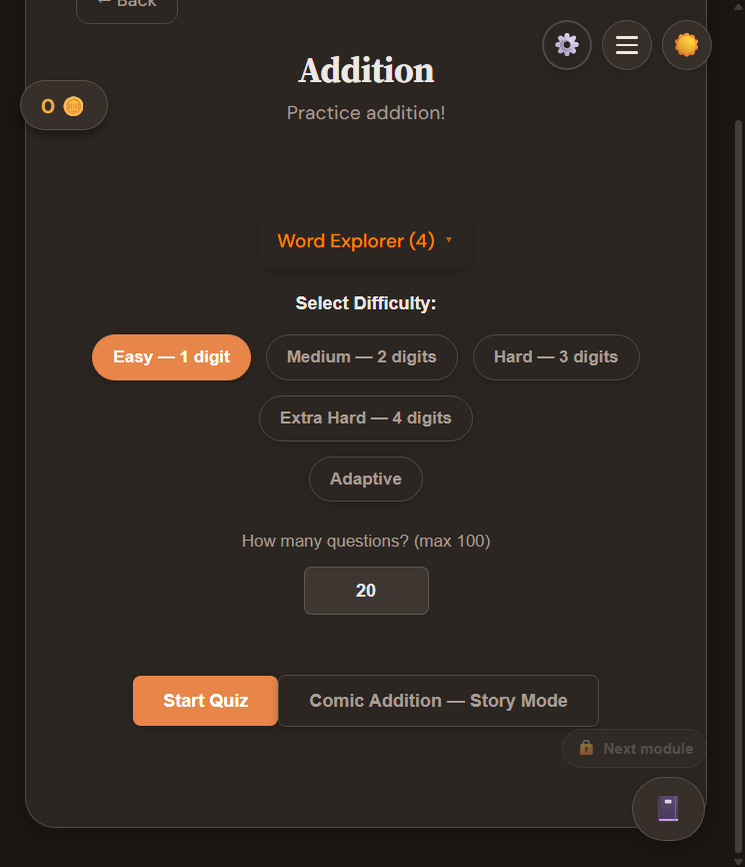 ← Back
Addition
0
Practice addition!
Word Explorer (4) ▾
Select Difficulty:
Easy — 1 digit
Medium — 2 digits
Hard — 3 digits
Extra Hard — 4 digits
Adaptive
How many questions? (max 100)
20
Start Quiz
Comic Addition — Story Mode
Next module